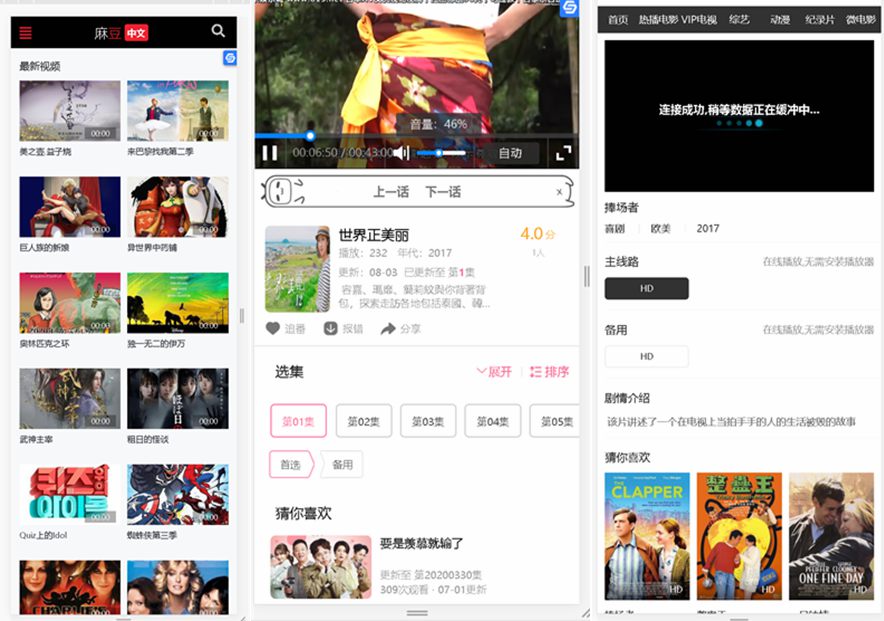 麻豆中文
最新视频
00:00
00:00
美之壶 益子烧
来巴黎找我第二季
00:00
00:00
巨人族的新娘
异世界中药铺
00:03
00:00
奥林匹克之环
独一无二的伊万
00:00
00:00
武神主宰
租日的怪谈
퀴즈
아이돌
00:00
00:00
Quiz上的Idol
蜘蛛侠第三季
音量：46%
00:06:50 / 00:43:00
自动
上一话 下一话 x
世界正美丽
4.0分
播放：232 年代：2017
1人
更新：08-03 已更新至 第1集
包，探索走訪各地包括泰國、韓...
追番 报错 分享
选集
展开 排序
第01集 第02集 第03集 第04集 第05集
首选 备用
猜你喜欢
要是羡慕就输了
更新至 第20200330集
309次观看 · 07-01更新
首页 热播电影 VIP电视 综艺 动漫 纪录片 微电影
连接成功,稍等数据正在缓冲中...
捧场者
喜剧 欧美 2017
主线路
在线播放,无需安装播放器
HD
备用
在线播放,无需安装播放器
HD
剧情介绍
该片讲述了一个在电视上当拍手手的人的生活被毁的故事
猜你喜欢
THE CLAPPER
HD
整蛊王
HD
PFEIFFER CLOONEY
ONE FINE DAY
HD